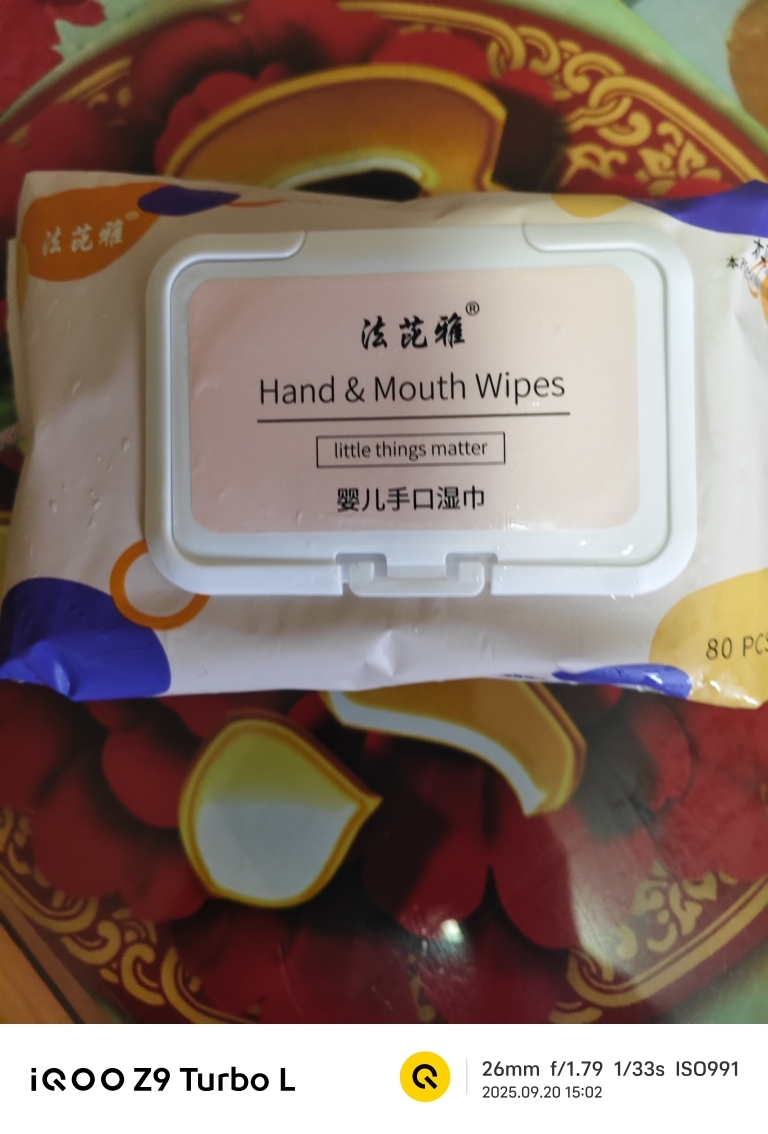 法芘雅®
法芘雅®
Hand & Mouth Wipes
little things matter
婴儿手口湿巾
80 PCS
iQOO Z9 Turbo L
26mm f/1.79 1/33s ISO991
2025.09.20 15:02